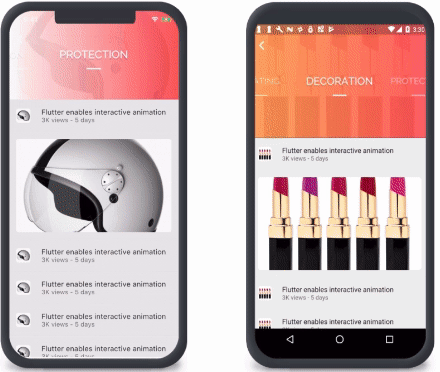 PROTECTION
Flutter enables interactive animation
3K views - 5 days
Flutter enables interactive animation
3K views - 5 days
Flutter enables interactive animation
3K views - 5 days
Flutter enables interactive animation
3K views - 5 days
Flutter enables interactive animation
3K views - 5 days
3:30
ATING
DECORATION
PROTEC
Flutter enables interactive animation
3K views - 5 days
Flutter enables interactive animation
3K views - 5 days
Flutter enables interactive animation